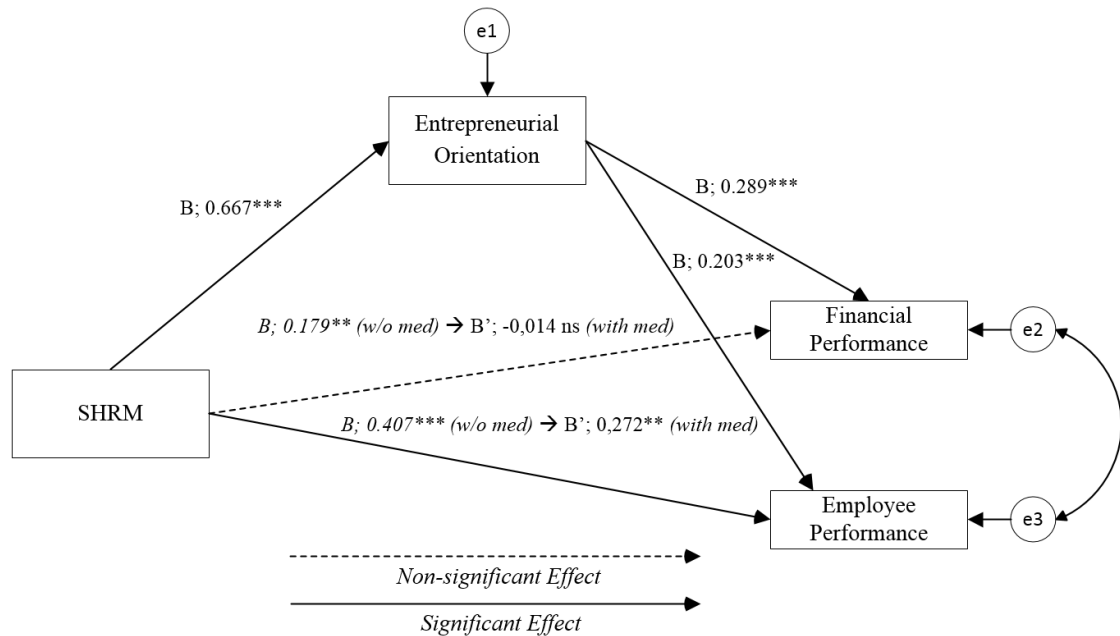 e1
Entrepreneurial
Orientation
B; 0.667***
B; 0.289***
B; 0.203***
B; 0.179** (w/o med) → B’; -0,014 ns (with med)
Financial
Performance
e2
SHRM
B; 0.407*** (w/o med) → B’; 0,272** (with med)
Employee
Performance
e3
Non-significant Effect
Significant Effect